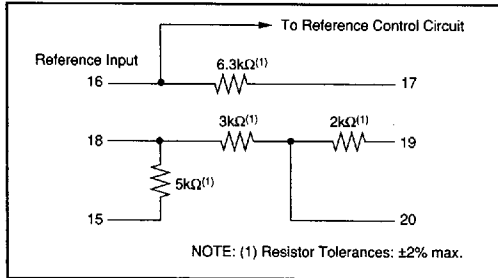 To Reference Control Circuit
Reference Input
6.3kΩ(1)
16
17
3kΩ(1)
2kΩ(1)
18
19
5kΩ(1)
15
20
NOTE: (1) Resistor Tolerances: ±2% max.